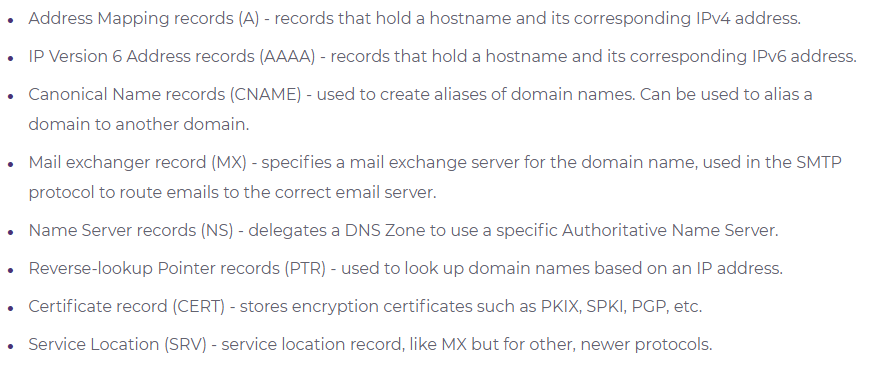 • Address Mapping records (A) - records that hold a hostname and its corresponding IPv4 address.
• IP Version 6 Address records (AAAA) - records that hold a hostname and its corresponding IPv6 address.
• Canonical Name records (CNAME) - used to create aliases of domain names. Can be used to alias a
domain to another domain.
• Mail exchanger record (MX) - specifies a mail exchange server for the domain name, used in the SMTP
protocol to route emails to the correct email server.
• Name Server records (NS) - delegates a DNS Zone to use a specific Authoritative Name Server.
• Reverse-lookup Pointer records (PTR) - used to look up domain names based on an IP address.
• Certificate record (CERT) - stores encryption certificates such as PKIX, SPKI, PGP, etc.
• Service Location (SRV) - service location record, like MX but for other, newer protocols.